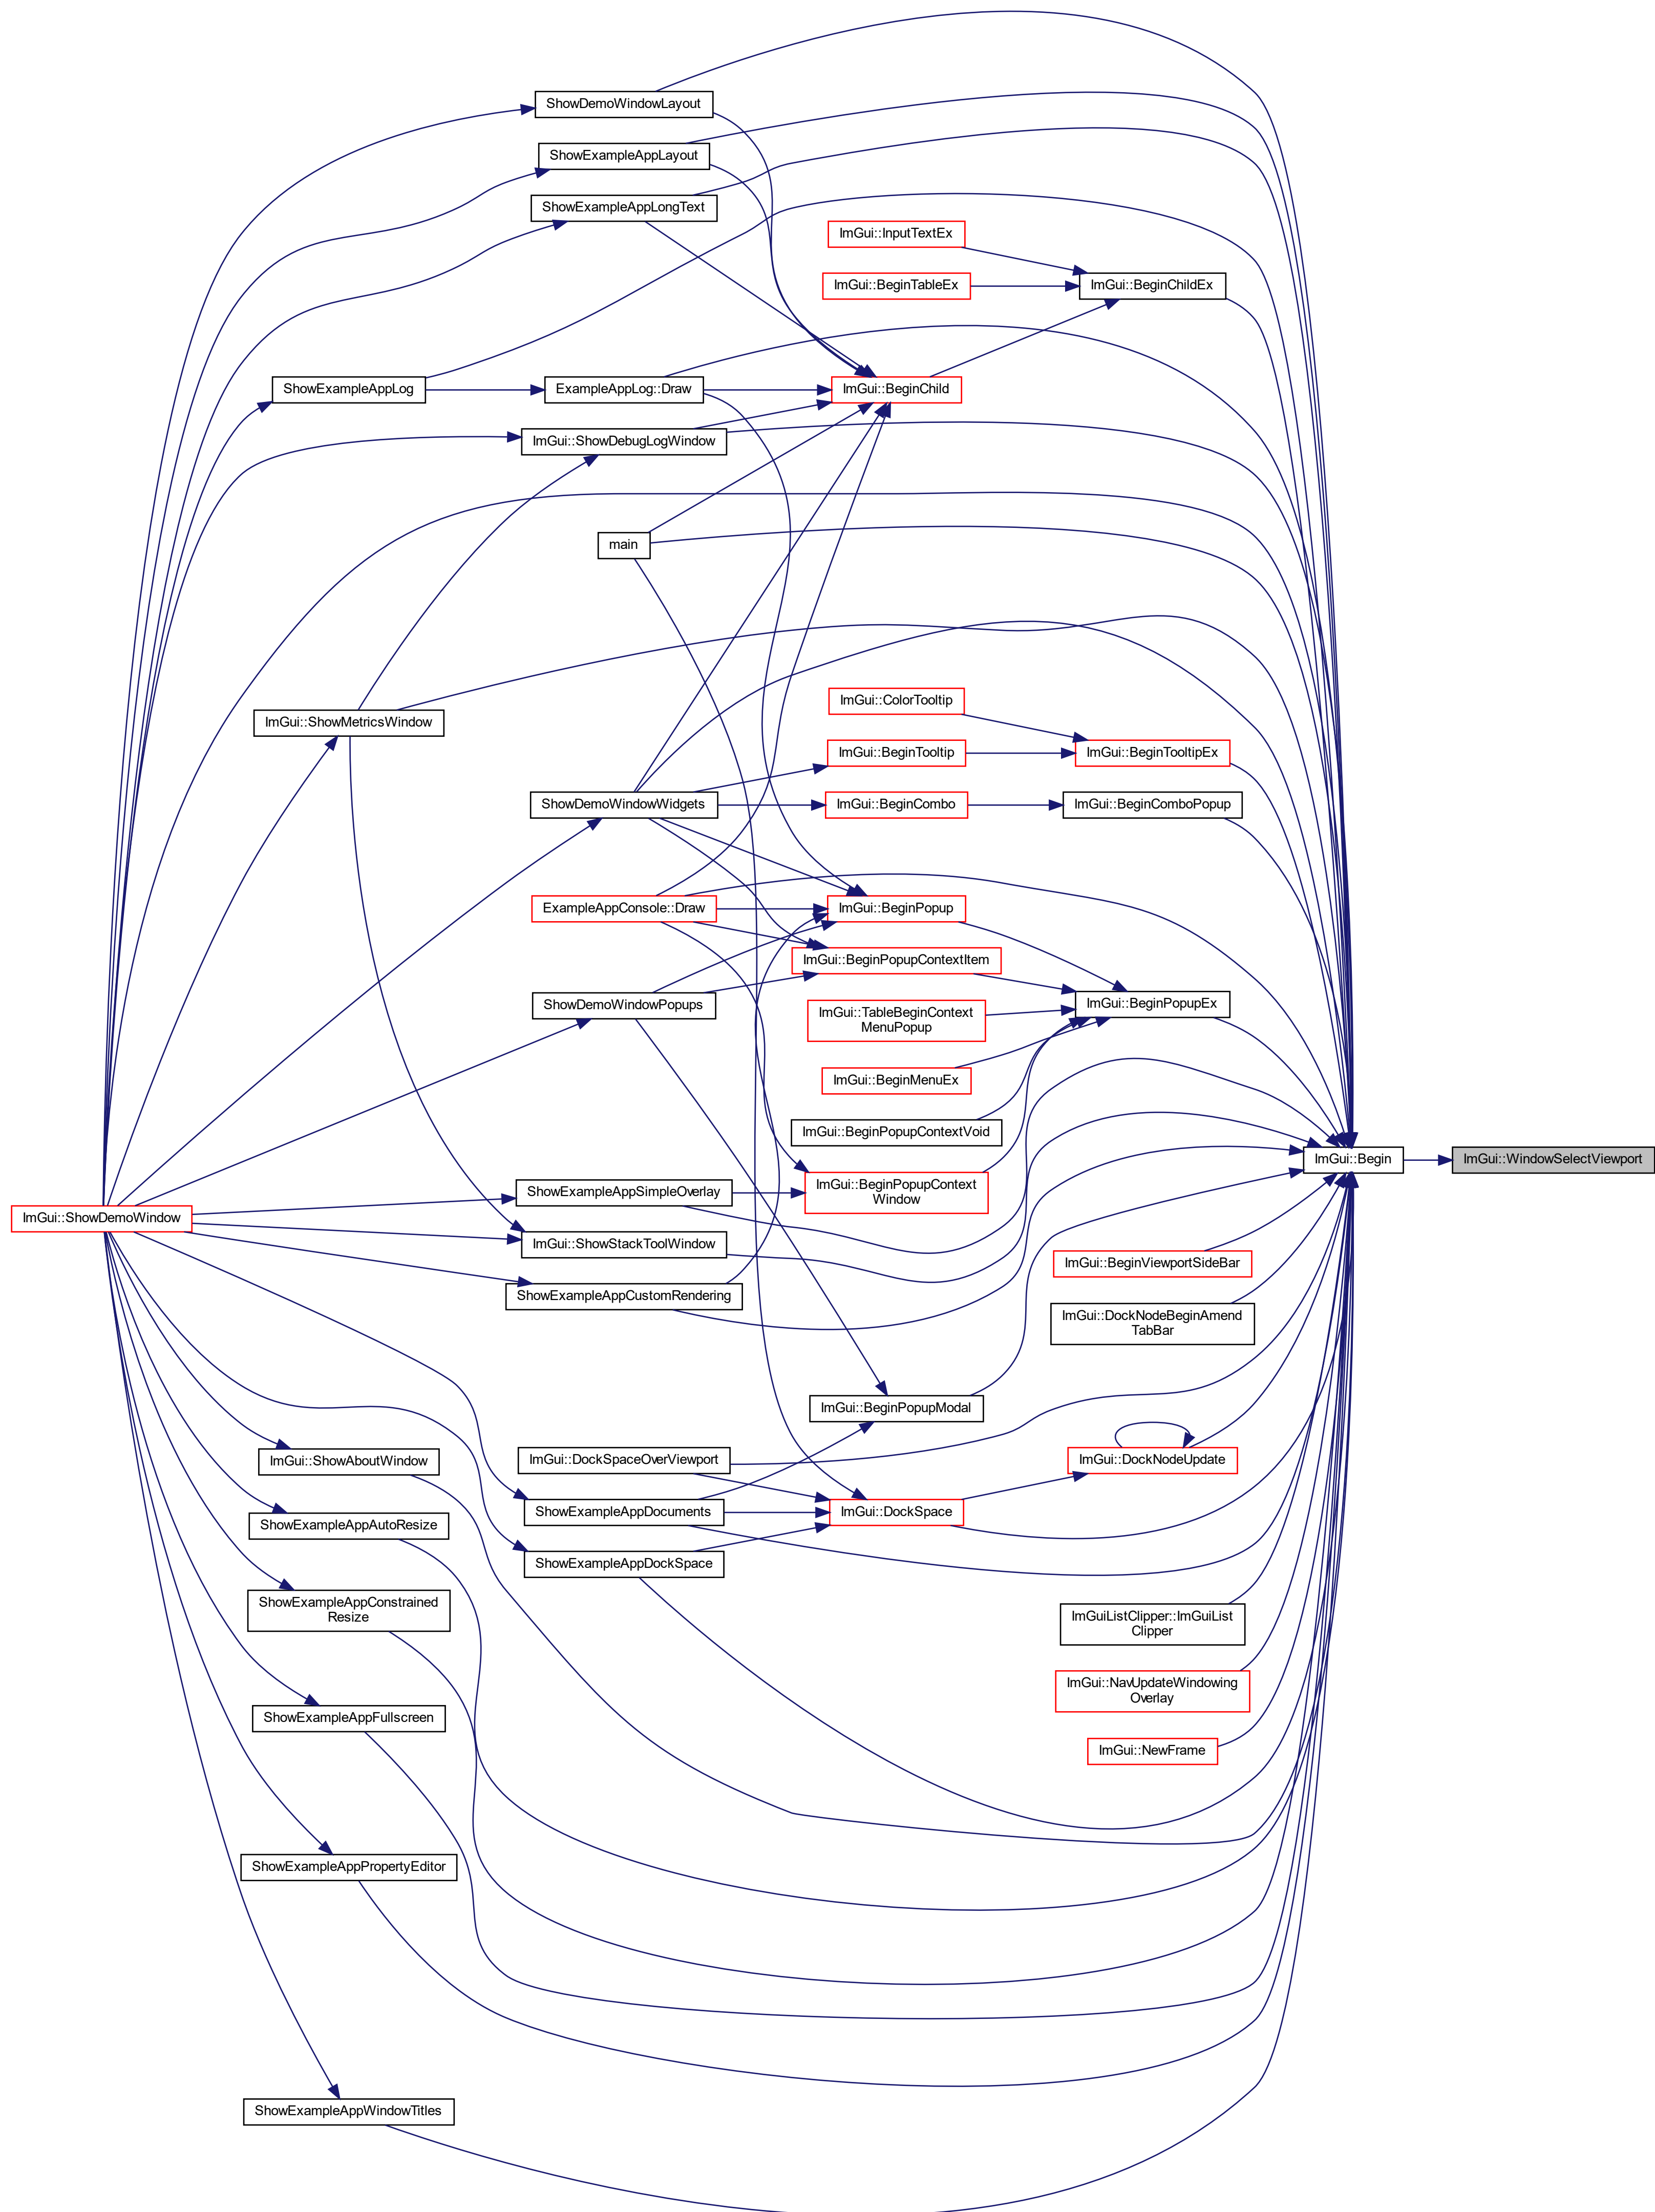 ShowDemoWindowLayout
ShowExampleAppLayout
ShowExampleAppLongText
ImGui::InputTextEx
ImGui::BeginTableEx
ImGui::BeginChildEx
ShowExampleAppLog
ExampleAppLog::Draw
ImGui::BeginChild
ImGui::ShowDebugLogWindow
main
ImGui::ColorTooltip
ImGui::ShowMetricsWindow
ImGui::BeginTooltip
ImGui::BeginTooltipEx
ShowDemoWindowWidgets
ImGui::BeginCombo
ImGui::BeginComboPopup
ExampleAppConsole::Draw
ImGui::BeginPopup
ImGui::BeginPopupContextItem
ShowDemoWindowPopups
ImGui::BeginPopupEx
ImGui::TableBeginContext
MenuPopup
ImGui::BeginMenuEx
ImGui::BeginPopupContextVoid
ImGui::Begin
ImGui::WindowSelectViewport
ShowExampleAppSimpleOverlay
ImGui::BeginPopupContext
Window
ImGui::ShowDemoWindow
ImGui::ShowStackToolWindow
ImGui::BeginViewportSideBar
ShowExampleAppCustomRendering
ImGui::DockNodeBeginAmend
TabBar
ImGui::BeginPopupModal
ImGui::ShowAboutWindow
ImGui::DockSpaceOverViewport
ImGui::DockNodeUpdate
ShowExampleAppDocuments
ImGui::DockSpace
ShowExampleAppAutoResize
ShowExampleAppDockSpace
ShowExampleAppConstrained
Resize
ImGuiListClipper::ImGuiList
Clipper
ImGui::NavUpdateWindowing
Overlay
ShowExampleAppFullscreen
ImGui::NewFrame
ShowExampleAppPropertyEditor
ShowExampleAppWindowTitles